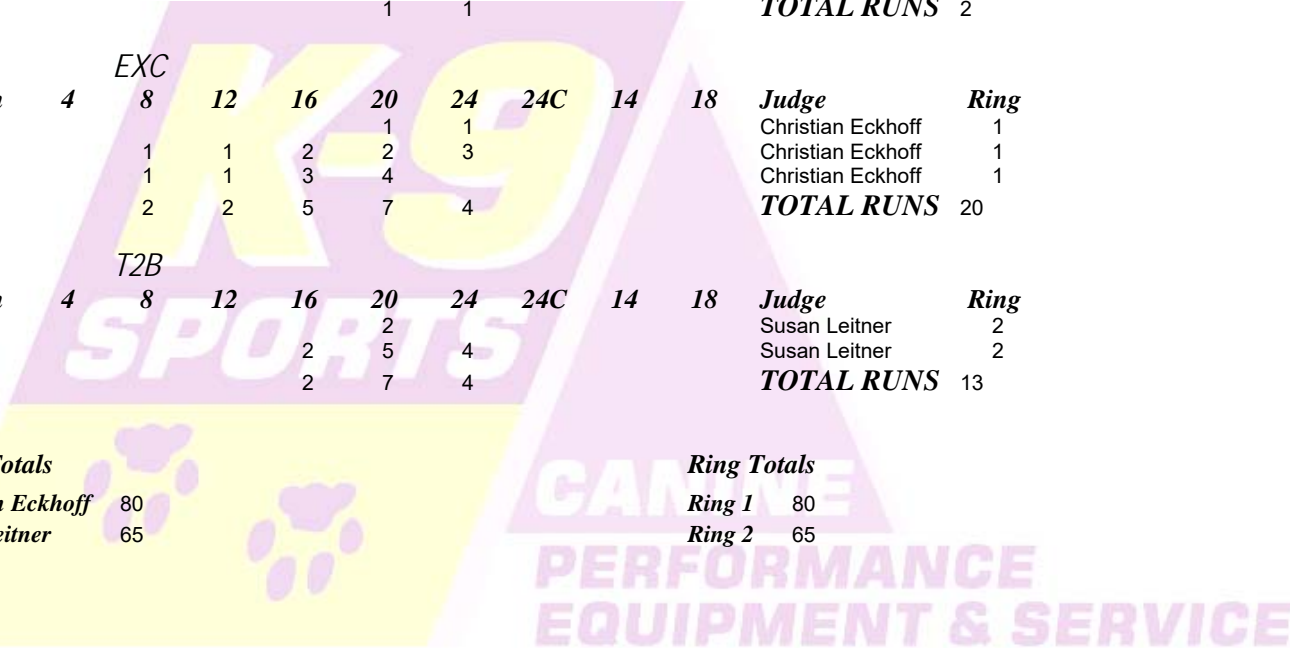 1 1 TOTAL RUNS 2
EXC
4 8 12 16 20 24 24C 14 18 Judge Ring
1 1 Christian Eckhoff 1
1 1 2 2 3 Christian Eckhoff 1
1 1 3 4 Christian Eckhoff 1
2 2 5 7 4 TOTAL RUNS 20
T2B
4 8 12 16 20 24 24C 14 18 Judge Ring
2 Susan Leitner 2
2 5 4 Susan Leitner 2
2 7 4 TOTAL RUNS 13
otals Ring Totals
n Eckhoff 80 Ring 1 80
eitner 65 Ring 2 65
K-9
SPORTS
CANINE
PERFORMANCE
EQUIPMENT & SERVICE